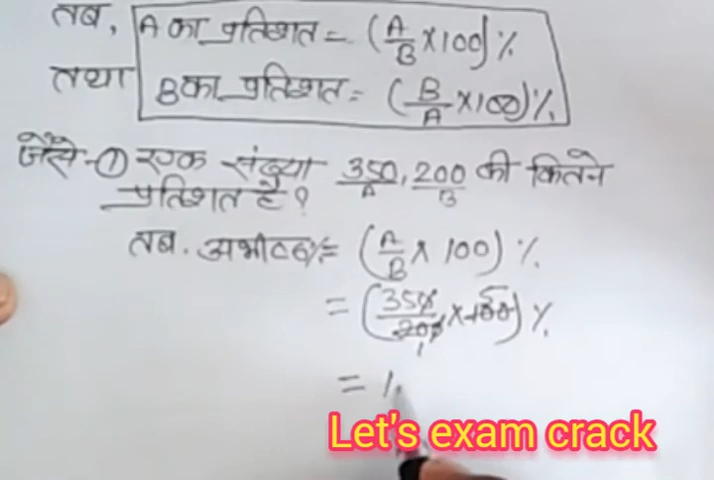 तब, A का प्रतिशत = (A/B × 100) %
तथा B का प्रतिशत = (B/A × 100) %.
जैसे - ① एक संख्या 350, 200 की कितने
A B
प्रतिशत है ?
तब. अभीष्ट % = (A/B × 100) %.
= (350/200 × 100) %
= 1
Let's exam crack